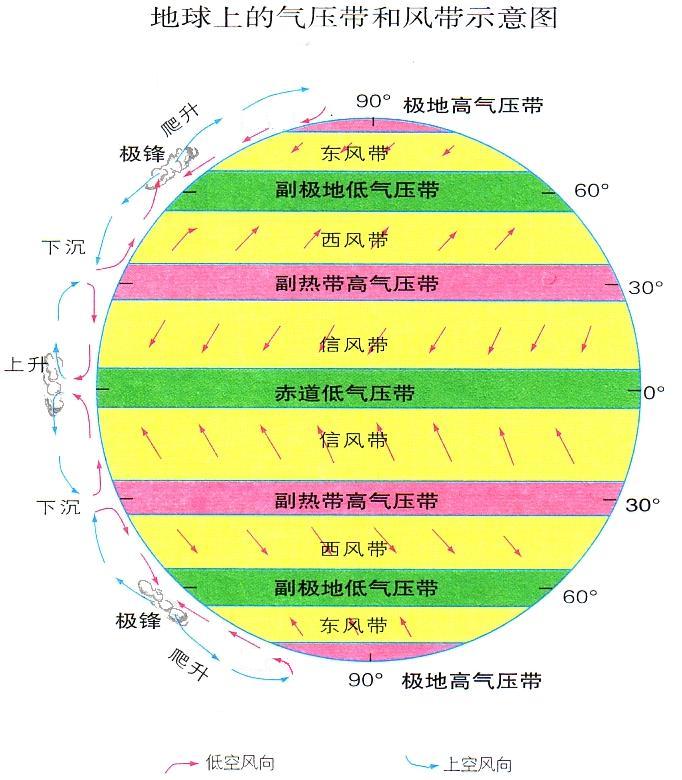 地球上的气压带和风带示意图
90° 极地高气压带
爬升
极锋
东风带
副极地低气压带
60°
西风带
下沉
副热带高气压带
30°
信风带
上升
赤道低气压带
0°
信风带
副热带高气压带
30°
下沉
西风带
副极地低气压带
60°
极锋
东风带
爬升
90° 极地高气压带
低空风向
上空风向